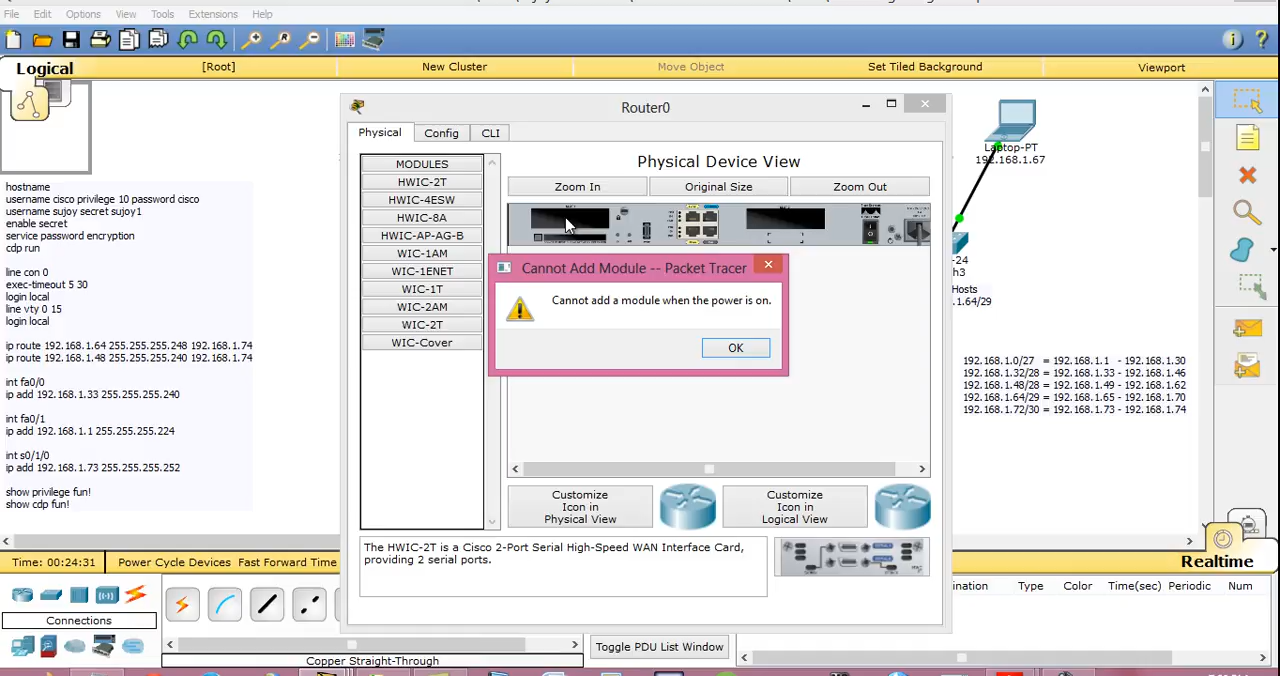 File Edit Options View Tools Extensions Help
Logical [Root] New Cluster Move Object Set Tiled Background Viewport
Router0
Physical Config CLI
MODULES
HWIC-2T
HWIC-4ESW
HWIC-8A
HWIC-AP-AG-B
WIC-1AM
WIC-1ENET
WIC-1T
WIC-2AM
WIC-2T
WIC-Cover
Physical Device View
Zoom In Original Size Zoom Out
Cannot Add Module -- Packet Tracer
Cannot add a module when the power is on.
OK
Customize
Icon in
Physical View
Customize
Icon in
Logical View
The HWIC-2T is a Cisco 2-Port Serial High-Speed WAN Interface Card,
providing 2 serial ports.
hostname
username cisco privilege 10 password cisco
username sujoy secret sujoy1
enable secret
service password encryption
cdp run
line con 0
exec-timeout 5 30
login local
line vty 0 15
login local
ip route 192.168.1.64 255.255.255.248 192.168.1.74
ip route 192.168.1.48 255.255.255.240 192.168.1.74
int fa0/0
ip add 192.168.1.33 255.255.255.240
int fa0/1
ip add 192.168.1.1 255.255.255.224
int s0/1/0
ip add 192.168.1.73 255.255.255.252
show privilege fun!
show cdp fun!
Laptop-PT
192.168.1.67
-24
h3
Hosts
.1.64/29
192.168.1.0/27 = 192.168.1.1 - 192.168.1.30
192.168.1.32/28 = 192.168.1.33 - 192.168.1.46
192.168.1.48/28 = 192.168.1.49 - 192.168.1.62
192.168.1.64/29 = 192.168.1.65 - 192.168.1.70
192.168.1.72/30 = 192.168.1.73 - 192.168.1.74
Time: 00:24:31 Power Cycle Devices Fast Forward Time
Realtime
Connections
Copper Straight-Through
Toggle PDU List Window
ination Type Color Time(sec) Periodic Num